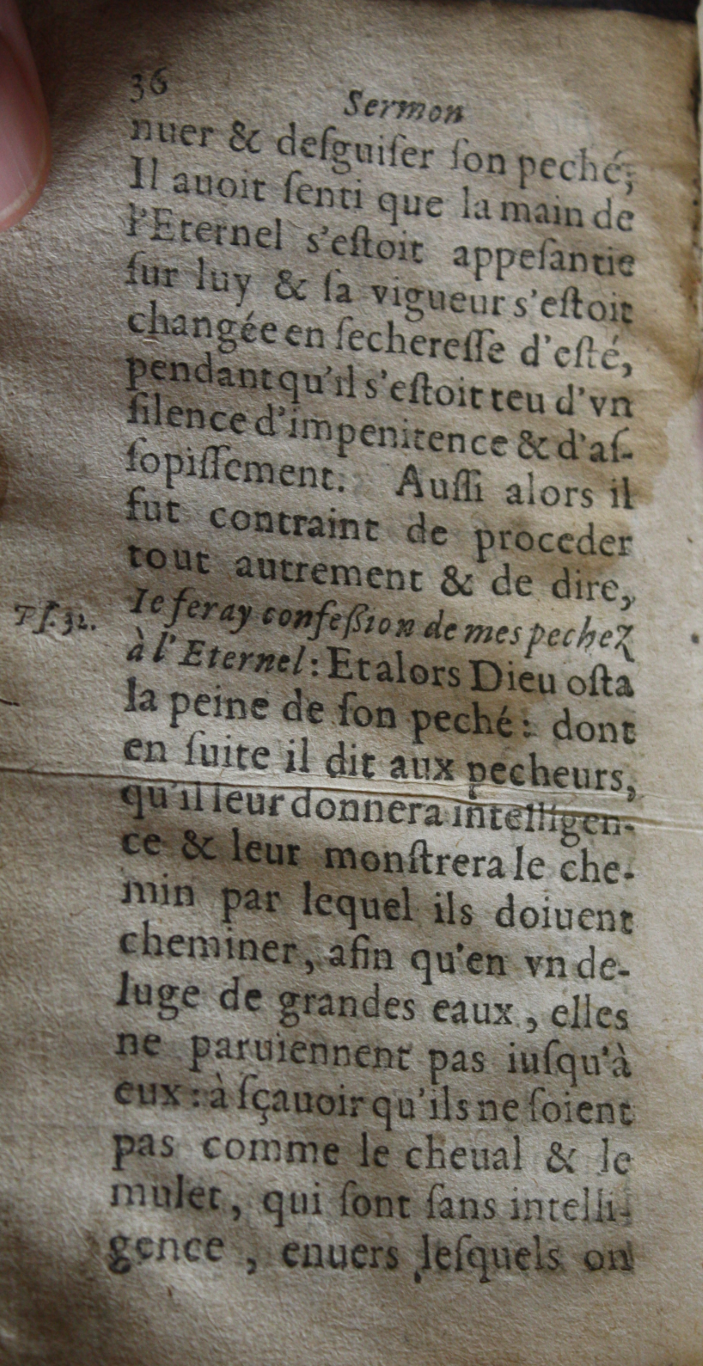 36
Sermon
nuer & deſguiſer ſon peché;
Il auoit ſenti que la main de
l'Eternel s'eſtoit appeſantie
ſur luy & ſa vigueur s'eſtoit
changée en ſechereſſe d'eſté,
pendant qu'il s'eſtoit teu d'vn
ſilence d'impenitence & d'aſ-
ſopiſſement. Auſſi alors il
fut contraint de proceder
tout autrement & de dire,
Ie feray confeßion de mes pechez
Pſ. 32.
à l'Eternel: Et alors Dieu oſta
la peine de ſon peché: dont
en ſuite il dit aux pecheurs,
qu'il leur donnera intelligen-
ce & leur monſtrera le che-
min par lequel ils doiuent
cheminer, afin qu'en vn de-
luge de grandes eaux, elles
ne paruiennent pas iuſqu'à
eux: à ſçauoir qu'ils ne ſoient
pas comme le cheual & le
mulet, qui ſont ſans intelli-
gence, enuers leſquels on